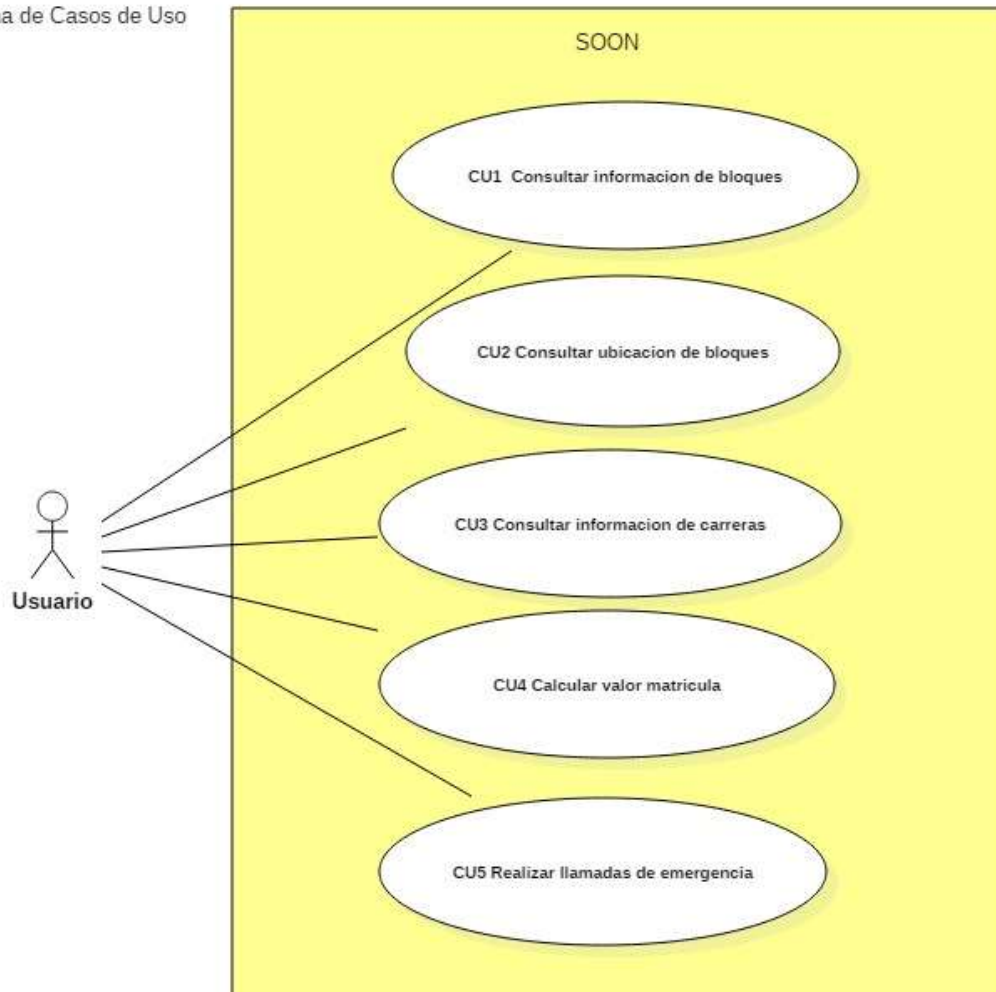 de Casos de Uso
SOON
CU1 Consultar informacion de bloques
CU2 Consultar ubicacion de bloques
CU3 Consultar informacion de carreras
CU4 Calcular valor matricula
CU5 Realizar llamadas de emergencia
Usuario